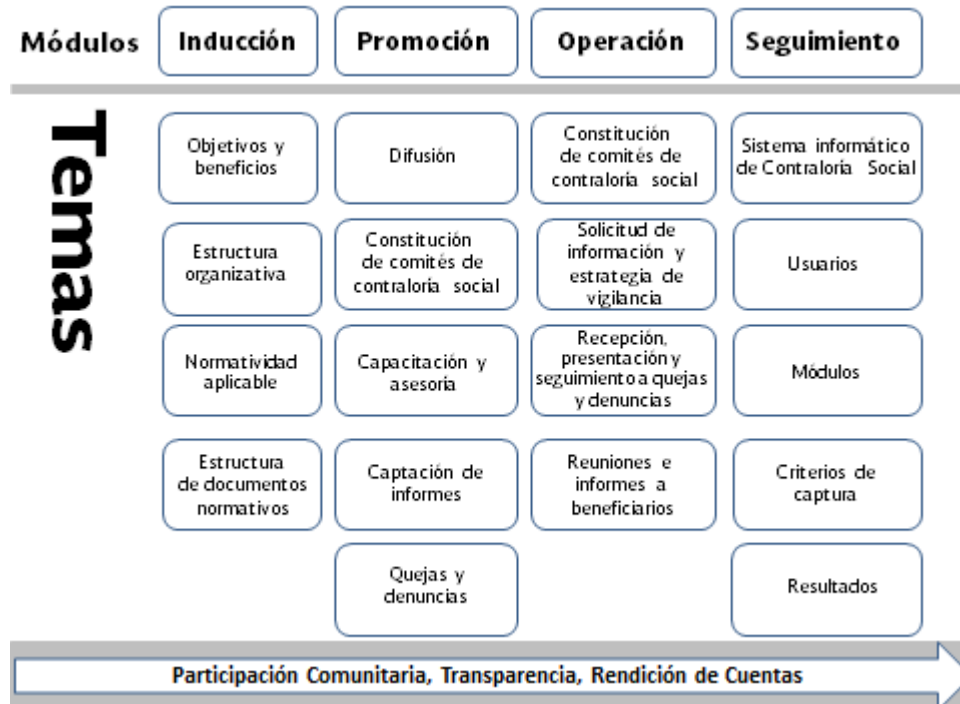 Módulos
Inducción
Promoción
Operación
Seguimiento
Temas
Objetivos y
beneficios
Difusión
Constitución
de comités de
contraloría social
Sistema informático
de Contraloría Social
Estructura
organizativa
Constitución
de comités de
contraloría social
Solicitud de
información y
estrategia de
vigilancia
Usuarios
Normatividad
aplicable
Capacitación y
asesoría
Recepción,
presentación y
seguimiento a quejas
y denuncias
Módulos
Estructura
de documentos
normativos
Captación de
informes
Reuniones e
informes a
beneficiarios
Criterios de
captura
Quejas y
denuncias
Resultados
Participación Comunitaria, Transparencia, Rendición de Cuentas